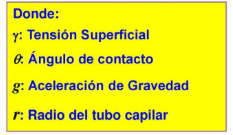 Donde:
γ: Tensión Superficial
θ: Ángulo de contacto
g: Aceleración de Gravedad
r: Radio del tubo capilar